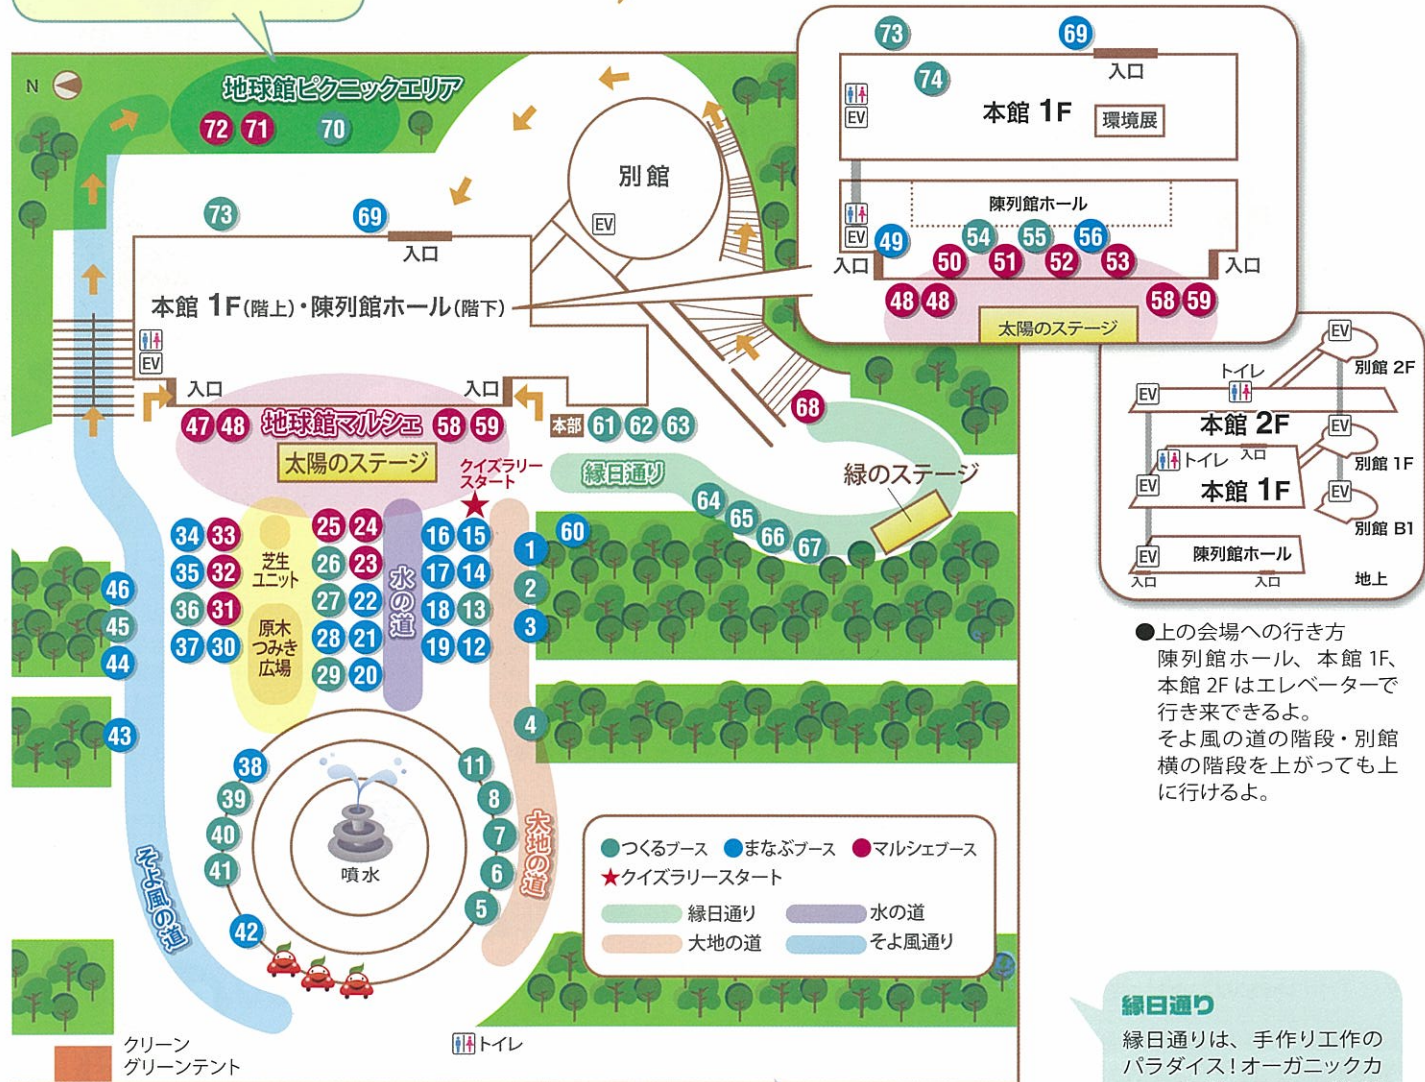 N
地球館ピクニックエリア
72 71 70
73 69
入口
別館
EV
本館 1F(階上)・陳列館ホール(階下)
EV
入口 入口
47 48 地球館マルシェ 58 59
太陽のステージ
本部 61 62 63
68
クイズラリー
スタート
縁日通り
緑のステージ
64 65 66 67
34 33
35 32
36 31
37 30
芝生
ユニット
原木
つみき
広場
25 24
26 23
27 22
28 21
29 20
水の道
16 15
17 14
18 13
19 12
1 60
2
3
4
46
45
44
43
38
39
40
41
42
噴水
11
8
7
6
5
大地の道
そよ風の道
クリーン
グリーンテント
トイレ
つくるブース まなぶブース マルシェブース
★クイズラリースタート
縁日通り 水の道
大地の道 そよ風通り
73 69
入口
74
EV
本館 1F
環境展
陳列館ホール
EV
49 54 55 56
50 51 52 53
入口 入口
48 48 58 59
太陽のステージ
EV
別館 2F
トイレ
EV
本館 2F
EV
別館 1F
トイレ 入口
EV
本館 1F
EV
別館 B1
EV
陳列館ホール
入口 入口
地上
●上の会場への行き方
陳列館ホール、本館 1F、
本館 2F はエレベーターで
行き来できるよ。
そよ風の道の階段・別館
横の階段を上がっても上
に行けるよ。
縁日通り
縁日通りは、手作り工作の
パラダイス!オーガニックカ